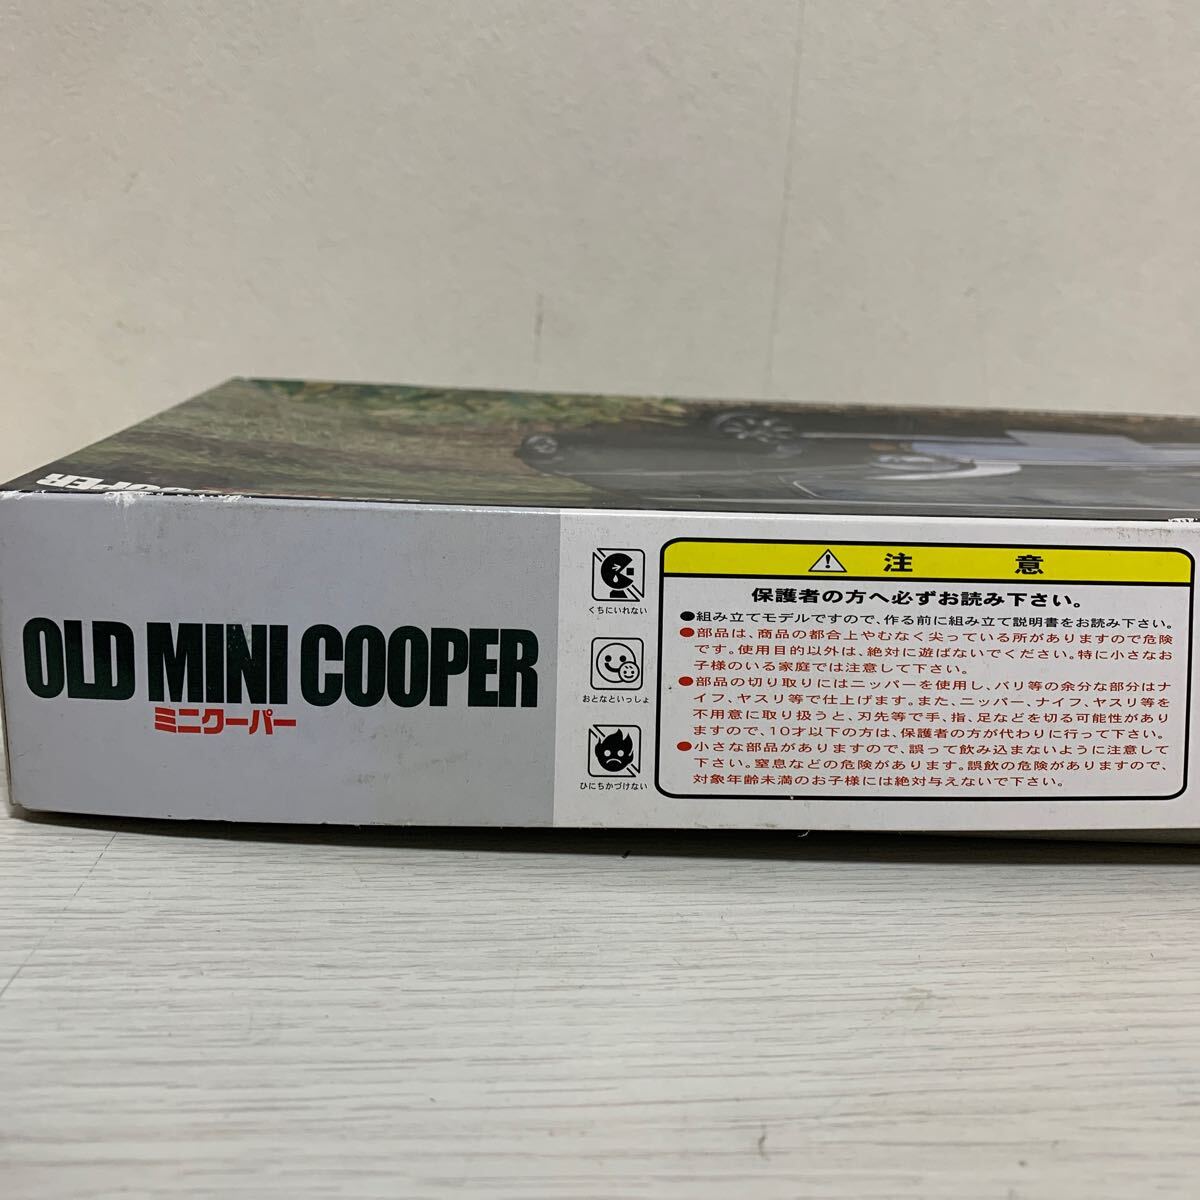 OOPER
OLD MINI COOPER
ミニクーパー
くちにいれない
おとなといっしょ
ひにちかづけない
注 意
保護者の方へ必ずお読み下さい。
●組み立てモデルですので、作る前に組み立て説明書をお読み下さい。
●部品は、商品の都合上やむなく尖っている所がありますので危険
です。使用目的以外は、絶対に遊ばないでください。特に小さなお
子様のいる家庭では注意して下さい。
●部品の切り取りにはニッパーを使用し、バリ等の余分な部分はナ
イフ、ヤスリ等で仕上げます。また、ニッパー、ナイフ、ヤスリ等を
不用意に取り扱うと、刃先等で手、指、足などを切る可能性があり
ますので、10才以下の方は、保護者の方が代わりに行って下さい。
●小さな部品がありますので、誤って飲み込まないように注意して
下さい。窒息などの危険があります。誤飲の危険がありますので、
対象年齢未満のお子様には絶対与えないで下さい。